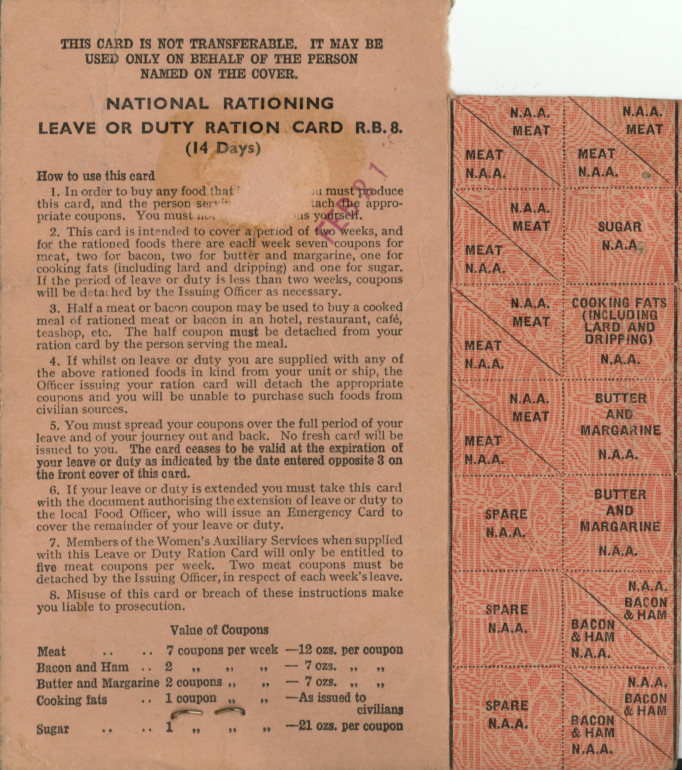 THIS CARD IS NOT TRANSFERABLE. IT MAY BE
USED ONLY ON BEHALF OF THE PERSON
NAMED ON THE COVER.
NATIONAL RATIONING
LEAVE OR DUTY RATION CARD R.B. 8.
(14 Days)
How to use this card
1. In order to buy any food that must produce
this card, and the person tach the appro-
priate coupons. You must yourself.
FEB 21
2. This card is intended to cover a period of two weeks, and
for the rationed foods there are each week seven coupons for
meat, two for bacon, two for butter and margarine, one for
cooking fats (including lard and dripping) and one for sugar.
If the period of leave or duty is less than two weeks, coupons
will be detached by the Issuing Officer as necessary.
3. Half a meat or bacon coupon may be used to buy a cooked
meal of rationed meat or bacon in an hotel, restaurant, café,
teashop, etc. The half coupon must be detached from your
ration card by the person serving the meal.
4. If whilst on leave or duty you are supplied with any of
the above rationed foods in kind from your unit or ship, the
Officer issuing your ration card will detach the appropriate
coupons and you will be unable to purchase such foods from
civilian sources.
5. You must spread your coupons over the full period of your
leave and of your journey out and back. No fresh card will be
issued to you. The card ceases to be valid at the expiration of
your leave or duty as indicated by the date entered opposite 3 on
the front cover of this card.
6. If your leave or duty is extended you must take this card
with the document authorising the extension of leave or duty to
the local Food Officer, who will issue an Emergency Card to
cover the remainder of your leave or duty.
7. Members of the Women's Auxiliary Services when supplied
with this Leave or Duty Ration Card will only be entitled to
five meat coupons per week. Two meat coupons must be
detached by the Issuing Officer, in respect of each week's leave.
8. Misuse of this card or breach of these instructions make
you liable to prosecution.
Value of Coupons
Meat .. .. 7 coupons per week —12 ozs. per coupon
Bacon and Ham .. 2 ,, ,, ,, — 7 ozs. ,, ,,
Butter and Margarine 2 coupons ,, ,, — 7 ozs. ,, ,,
Cooking fats .. 1 coupon ,, ,, —As issued to
civilians
Sugar .. .. 1 ,, ,, ,, —21 ozs. per coupon
N.A.A.
MEAT
MEAT
N.A.A.
N.A.A.
MEAT
MEAT
N.A.A.
N.A.A.
MEAT
MEAT
N.A.A.
SUGAR
N.A.A.
N.A.A.
MEAT
MEAT
N.A.A.
COOKING FATS
(INCLUDING
LARD AND
DRIPPING)
N.A.A.
N.A.A.
MEAT
MEAT
N.A.A.
BUTTER
AND
MARGARINE
N.A.A.
SPARE
N.A.A.
BUTTER
AND
MARGARINE
N.A.A.
SPARE
N.A.A.
N.A.A.
BACON
& HAM
BACON
& HAM
N.A.A.
SPARE
N.A.A.
N.A.A.
BACON
& HAM
BACON
& HAM
N.A.A.